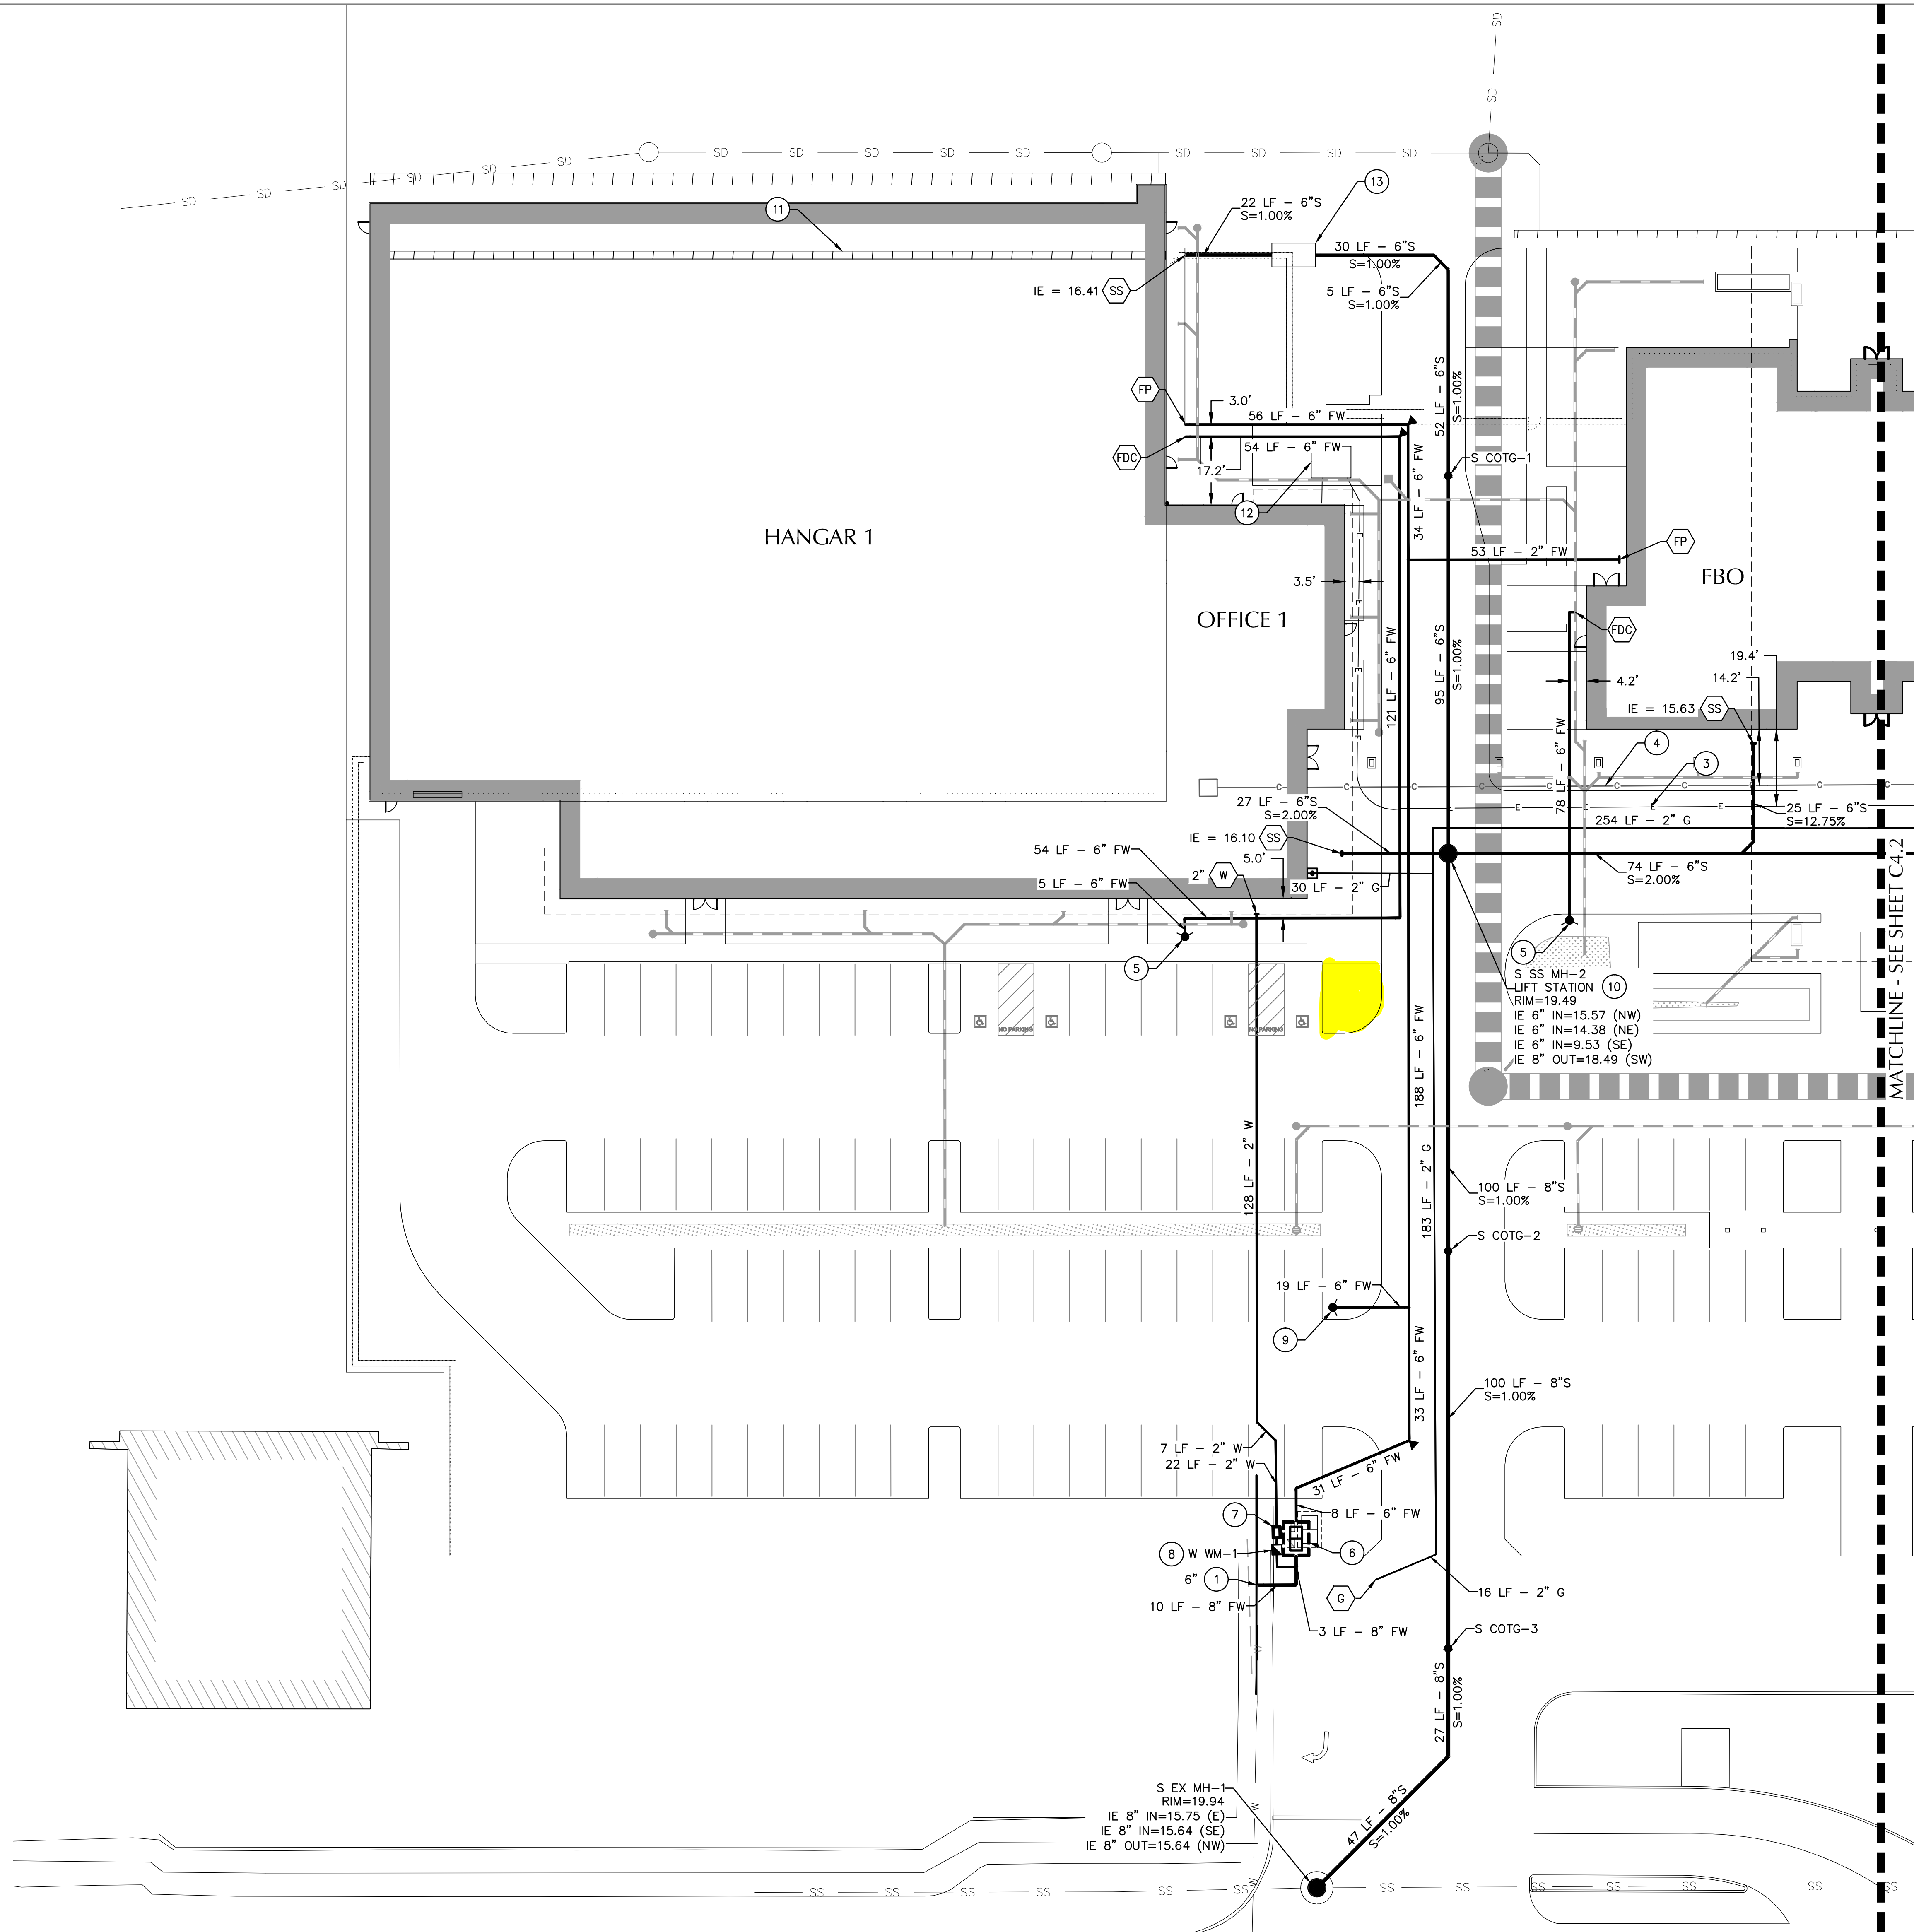 SD
SD
SD SD SD SD SD SD SD SD SD
SD SD SD SD SD
11
13
22 LF - 6"S
S=1.00%
30 LF - 6"S
S=1.00%
IE = 16.41 SS
5 LF - 6"S
S=1.00%
52 LF - 6"S
S=1.00%
FP
3.0'
56 LF - 6" FW
FDC
54 LF - 6" FW
17.2'
34 LF - 6" FW
S COTG-1
12
HANGAR 1
53 LF - 2" FW
FP
FBO
3.5'
E
E
E
E
OFFICE 1
FDC
121 LF - 6" FW
95 LF - 6"S
S=1.00%
19.4'
14.2'
4.2'
IE = 15.63 SS
78 LF - 6" FW
4
3
C C C C C C C C C C
E E E E
27 LF - 6"S
S=2.00%
25 LF - 6"S
S=12.75%
254 LF - 2" G
IE = 16.10 SS
54 LF - 6" FW
5.0'
2" W
5 LF - 6" FW
30 LF - 2" G
74 LF - 6"S
S=2.00%
MATCHLINE - SEE SHEET C4.2
5
5
S SS MH-2
LIFT STATION 10
RIM=19.49
IE 6" IN=15.57 (NW)
IE 6" IN=14.38 (NE)
IE 6" IN=9.53 (SE)
IE 8" OUT=18.49 (SW)
NO PARKING
NO PARKING
188 LF - 6" FW
128 LF - 2" W
183 LF - 2" G
100 LF - 8"S
S=1.00%
S COTG-2
19 LF - 6" FW
9
33 LF - 6" FW
100 LF - 8"S
S=1.00%
7 LF - 2" W
22 LF - 2" W
31 LF - 6" FW
8 LF - 6" FW
7
8 W WM-1
6
6" 1
G
16 LF - 2" G
10 LF - 8" FW
3 LF - 8" FW
S COTG-3
27 LF - 8"S
S=1.00%
S EX MH-1
RIM=19.94
IE 8" IN=15.75 (E)
IE 8" IN=15.64 (SE)
IE 8" OUT=15.64 (NW)
47 LF - 8"S
S=1.00%
W
W
W
SS SS SS SS SS SS SS SS SS SS SS SS SS SS